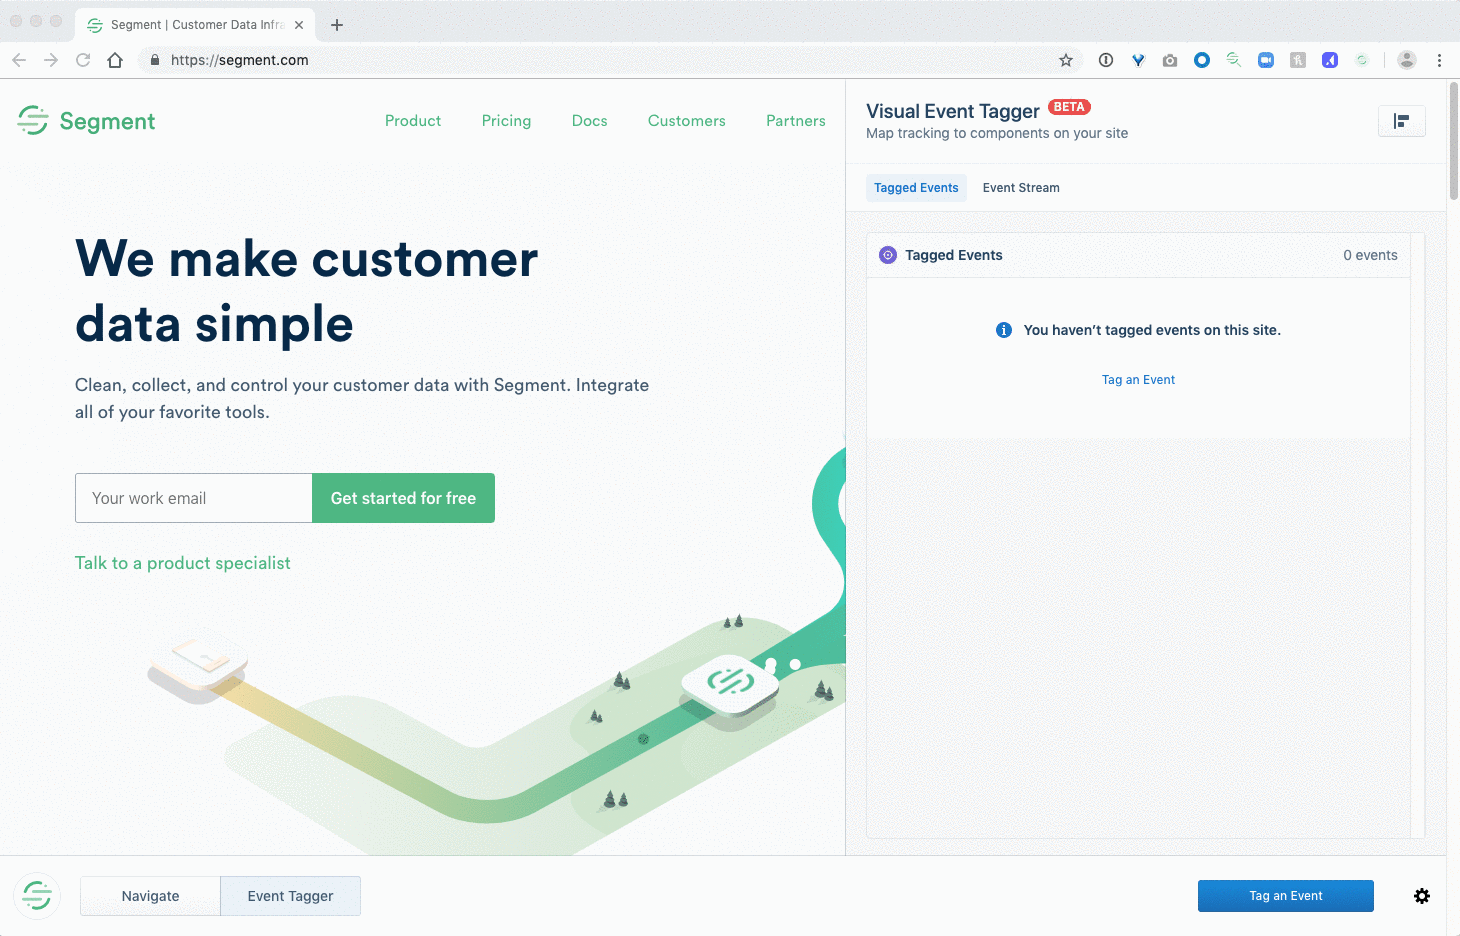 Segment | Customer Data Infra
https://segment.com
Segment
Product
Pricing
Docs
Customers
Partners
We make customer
data simple
Clean, collect, and control your customer data with Segment. Integrate
all of your favorite tools.
Your work email
Get started for free
Talk to a product specialist
Visual Event Tagger BETA
Map tracking to components on your site
Tagged Events
Event Stream
Tagged Events
0 events
You haven't tagged events on this site.
Tag an Event
Navigate
Event Tagger
Tag an Event